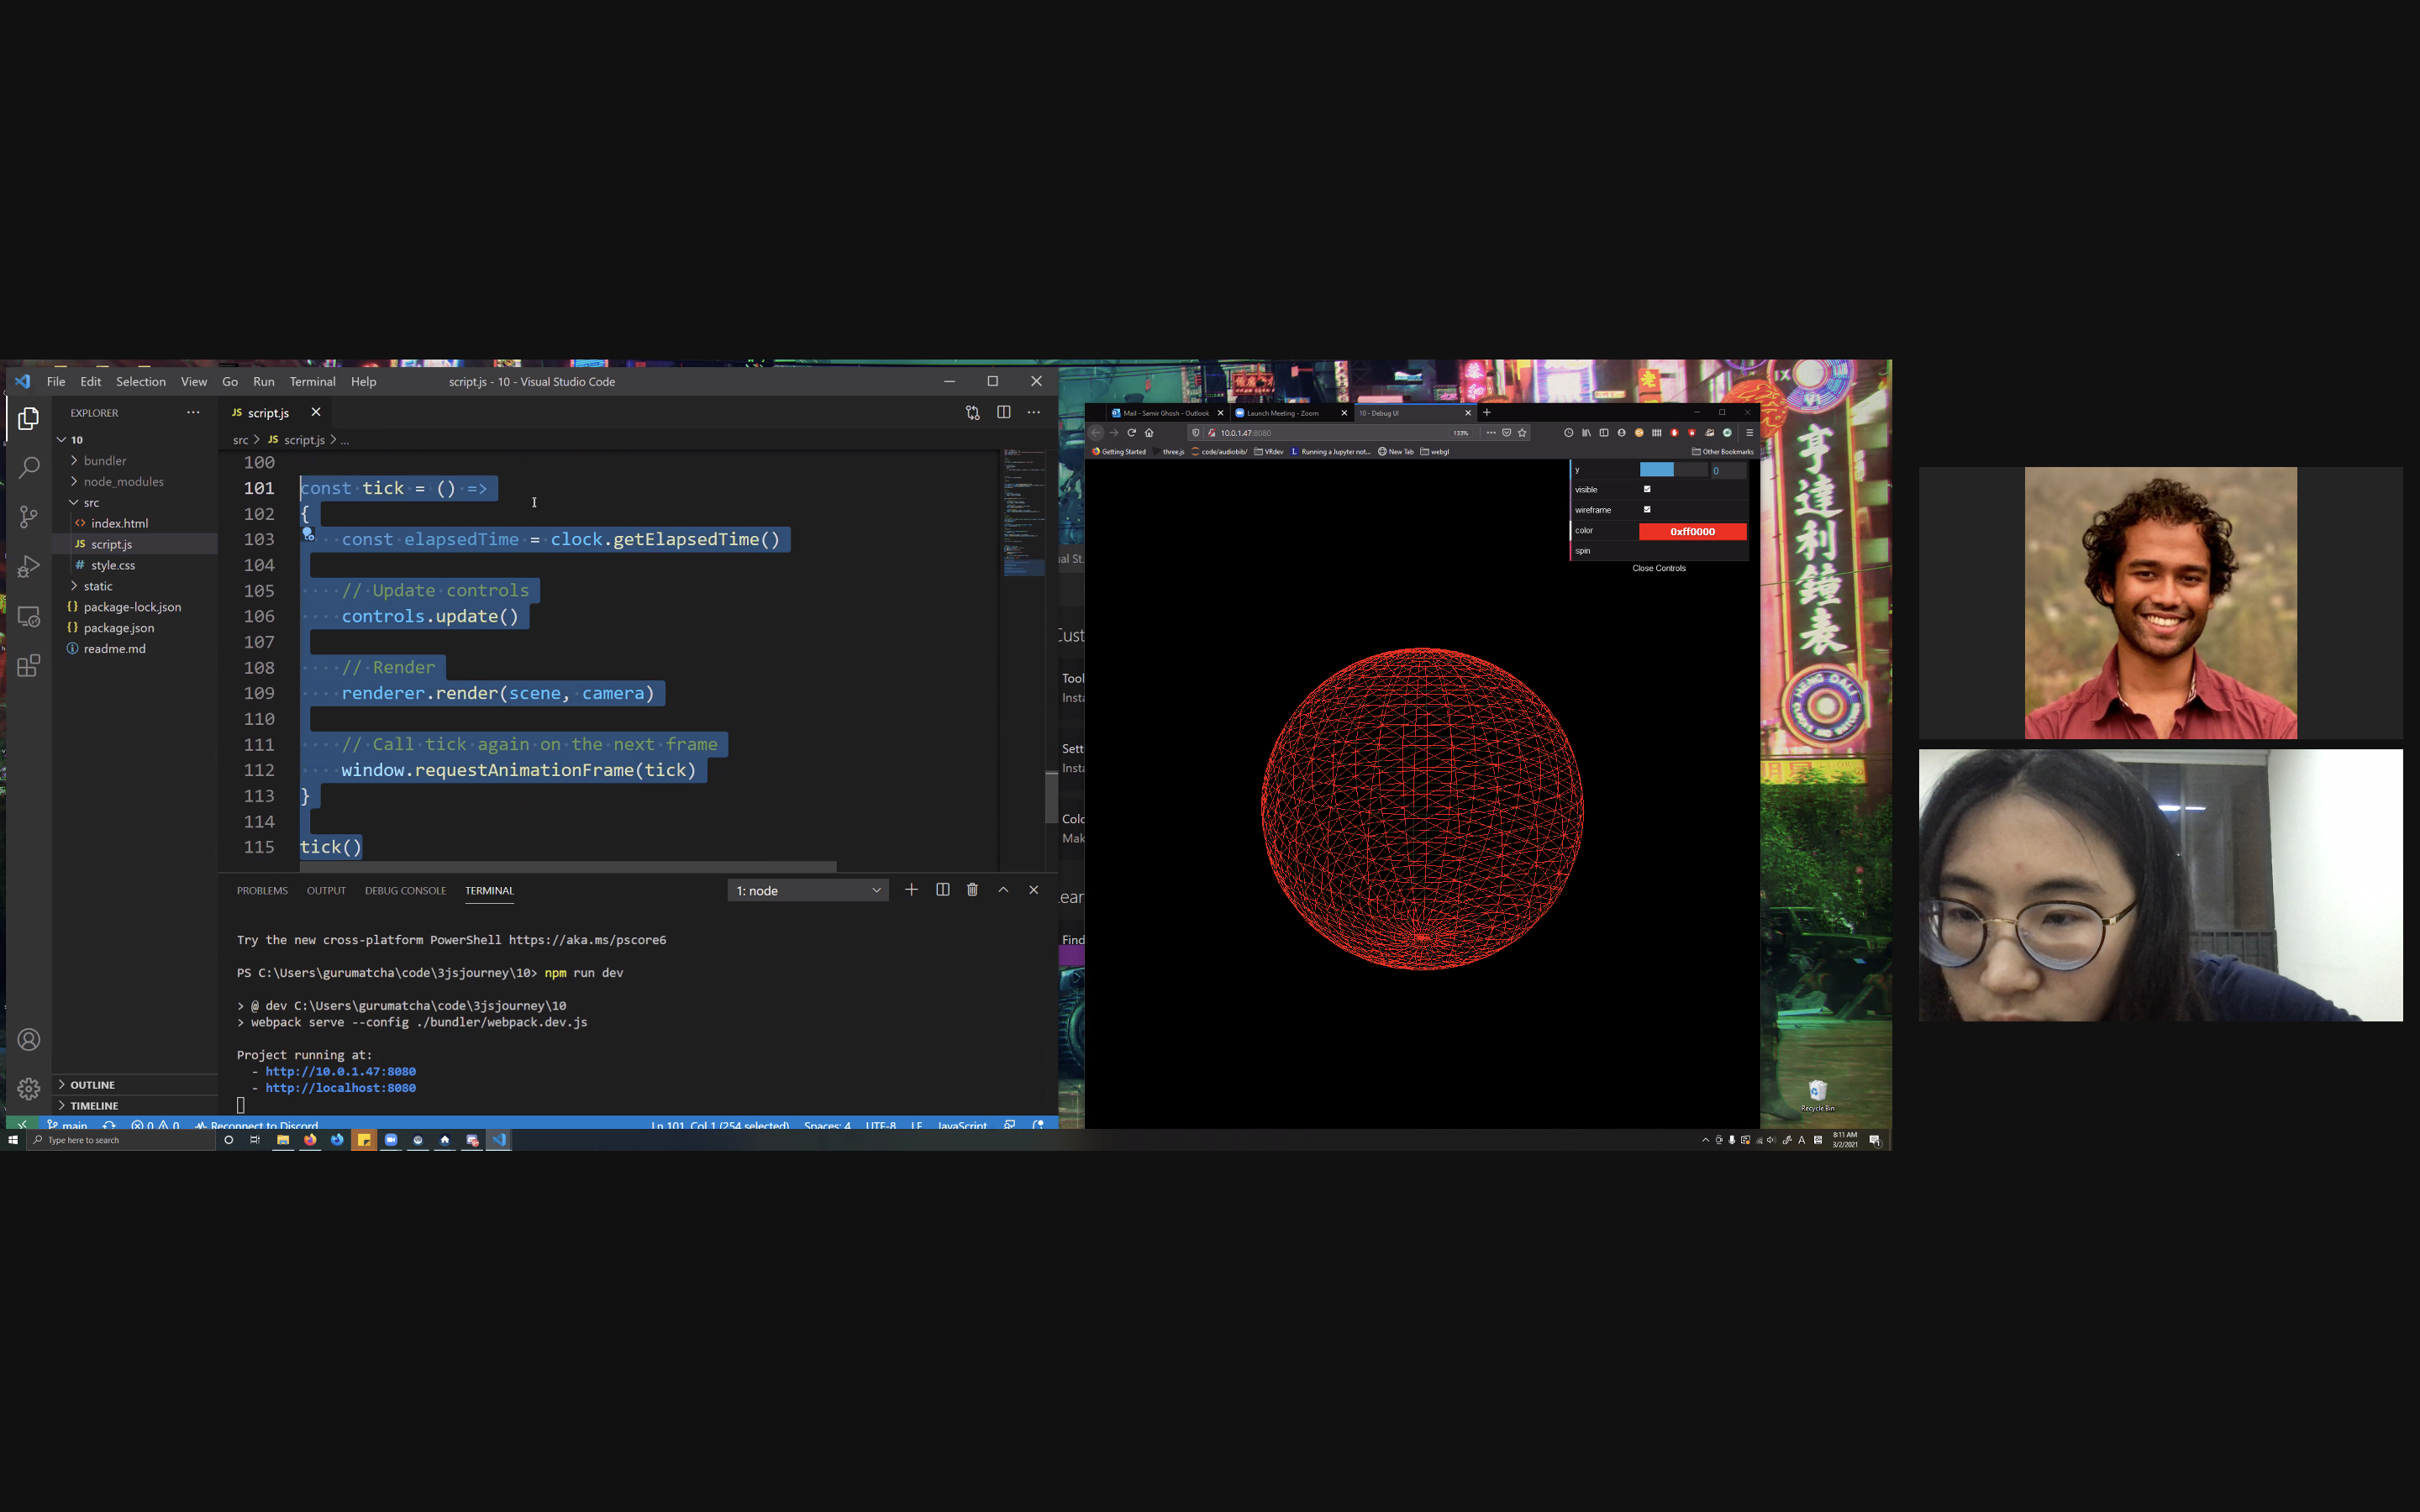 File Edit Selection View Go Run Terminal Help
script.js - 10 - Visual Studio Code
EXPLORER
10
bundler
node_modules
src
index.html
script.js
style.css
static
package-lock.json
package.json
readme.md
OUTLINE
TIMELINE
JS script.js
src > JS script.js > ...
100
101 const tick = () =>
102 {
103 const elapsedTime = clock.getElapsedTime()
104
105 // Update controls
106 controls.update()
107
108 // Render
109 renderer.render(scene, camera)
110
111 // Call tick again on the next frame
112 window.requestAnimationFrame(tick)
113 }
114
115 tick()
PROBLEMS OUTPUT DEBUG CONSOLE TERMINAL
1: node
Try the new cross-platform PowerShell https://aka.ms/pscore6
PS C:\Users\gurumatcha\code\3jsjourney\10> npm run dev
> @ dev C:\Users\gurumatcha\code\3jsjourney\10
> webpack serve --config ./bundler/webpack.dev.js
Project running at:
- http://10.0.1.47:8080
- http://localhost:8080
main 0 0 Reconnect to Discord Ln 101, Col 1 (254 selected) Spaces: 4 UTF-8 LF JavaScript
Type here to search
Cust
Tool
Insta
Sett
Insta
Colo
Mak
Lear
Find
Mail - Samir Ghosh - Outlook
Launch Meeting - Zoom
10 - Debug UI
10.0.1.47:8080
133%
Getting Started three.js code/audiobib/ VRdev Running a Jupyter not... New Tab webgl Other Bookmarks
y 0
visible
wireframe
color 0xff0000
spin
Close Controls
亨達利鐘表
HENG DALI
Recycle Bin
8:11 AM
3/2/2021